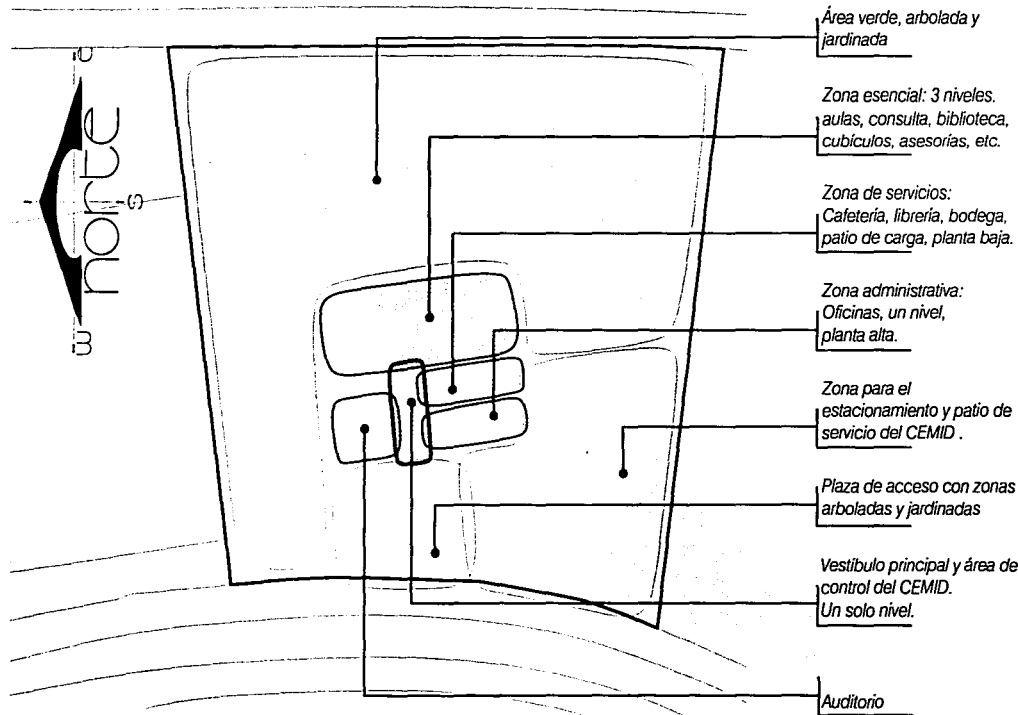 Área verde, arbolada y
jardinada
Zona esencial: 3 niveles.
aulas, consulta, biblioteca,
cubículos, asesorías, etc.
Zona de servicios:
Cafetería, librería, bodega,
patio de carga, planta baja.
Zona administrativa:
Oficinas, un nivel,
planta alta.
Zona para el
estacionamiento y patio de
servicio del CEMID .
Plaza de acceso con zonas
arboladas y jardinadas
Vestíbulo principal y área de
control del CEMID.
Un solo nivel.
Auditorio
norte
s